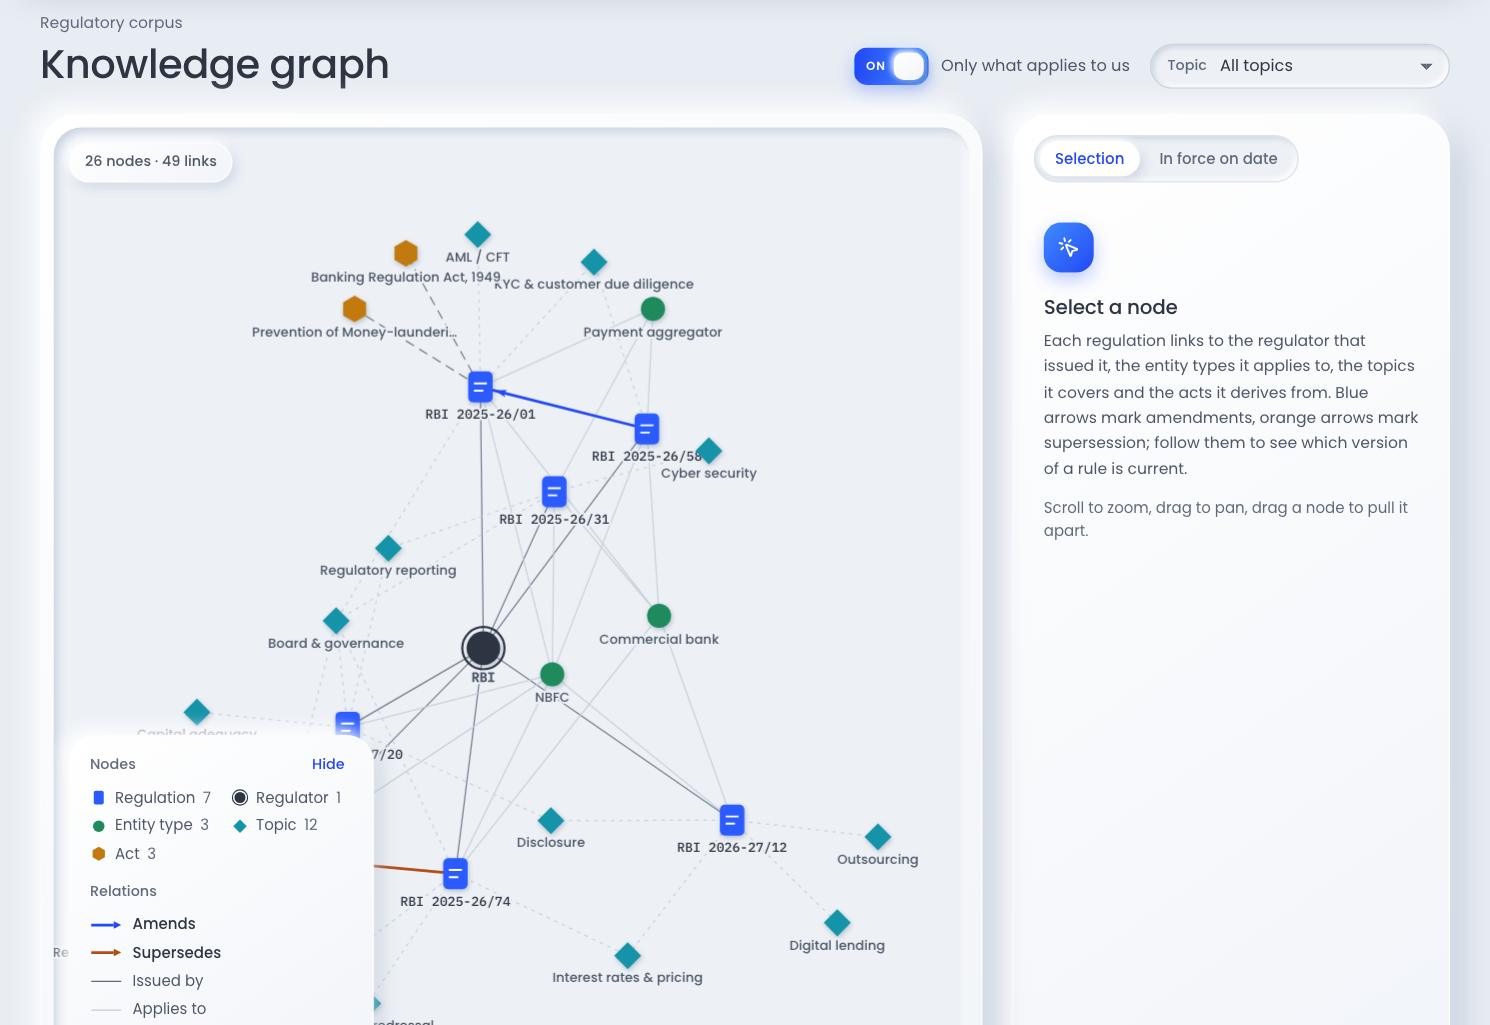 Regulatory corpus
Knowledge graph
ON
Only what applies to us
Topic All topics
26 nodes · 49 links
AML / CFT
Banking Regulation Act, 1949
KYC & customer due diligence
Prevention of Money-launderi…
Payment aggregator
RBI 2025-26/01
RBI 2025-26/58
Cyber security
RBI 2025-26/31
Regulatory reporting
Board & governance
Commercial bank
RBI
NBFC
Capital adequacy
7/20
Disclosure
RBI 2026-27/12
Outsourcing
RBI 2025-26/74
Digital lending
Interest rates & pricing
Re
redressal
Nodes Hide
Regulation 7 Regulator 1
Entity type 3 Topic 12
Act 3
Relations
Amends
Supersedes
Issued by
Applies to
Selection In force on date
Select a node
Each regulation links to the regulator that
issued it, the entity types it applies to, the topics
it covers and the acts it derives from. Blue
arrows mark amendments, orange arrows mark
supersession; follow them to see which version
of a rule is current.
Scroll to zoom, drag to pan, drag a node to pull it
apart.